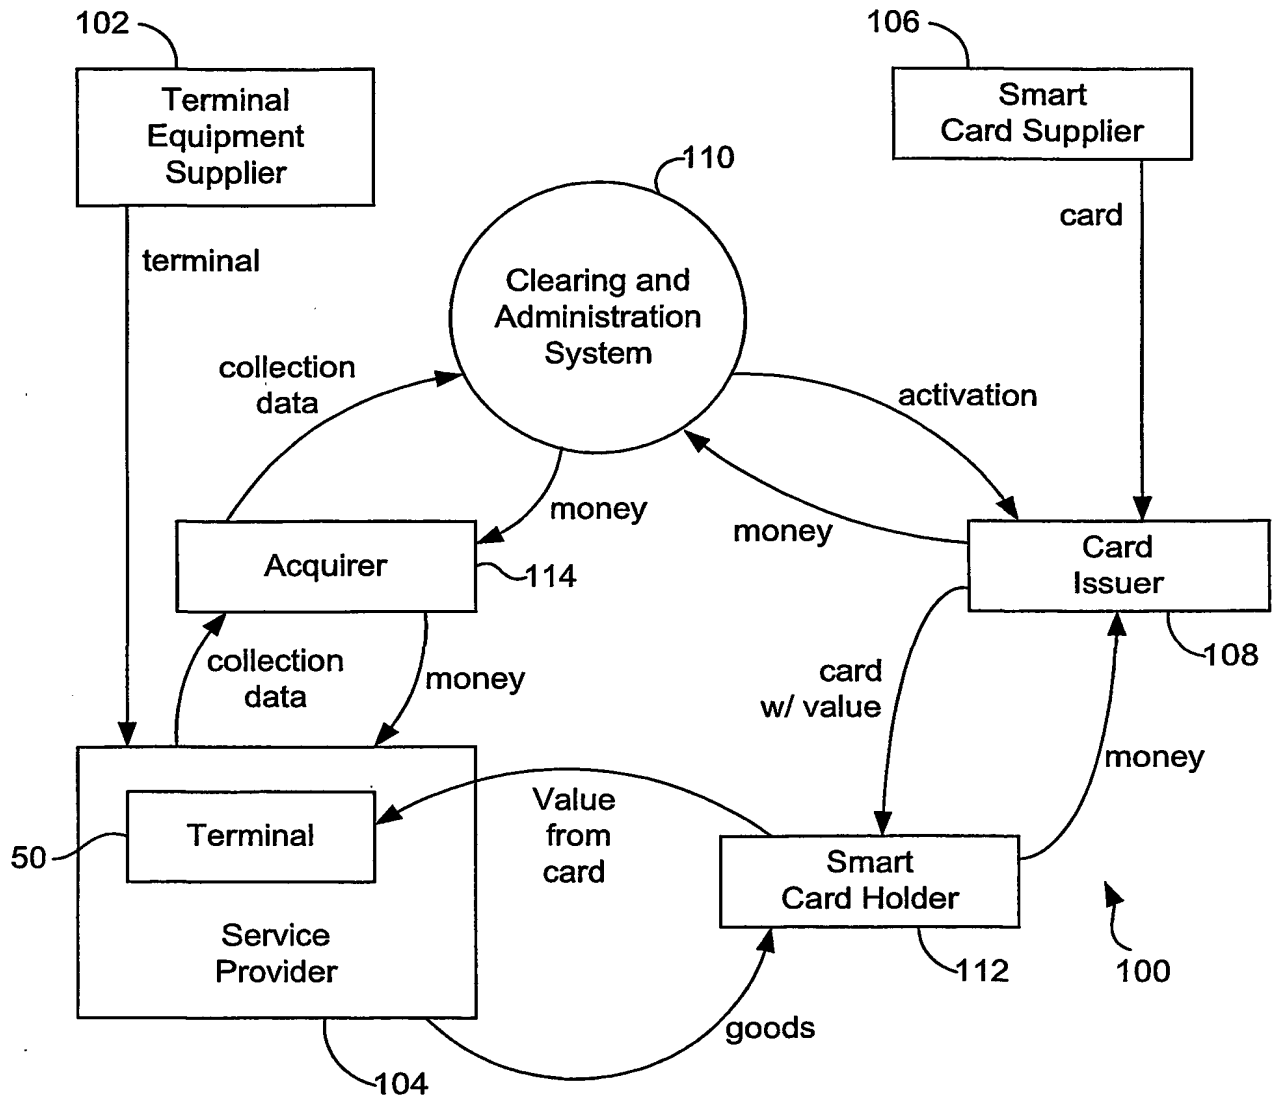 102
106
Terminal
Equipment
Supplier
Smart
Card Supplier
110
card
terminal
Clearing and
Administration
System
collection
data
activation
money
money
Acquirer
114
Card
Issuer
108
collection
data
money
card
w/ value
money
Value
from
card
Terminal
50
Smart
Card Holder
Service
Provider
112
100
goods
104